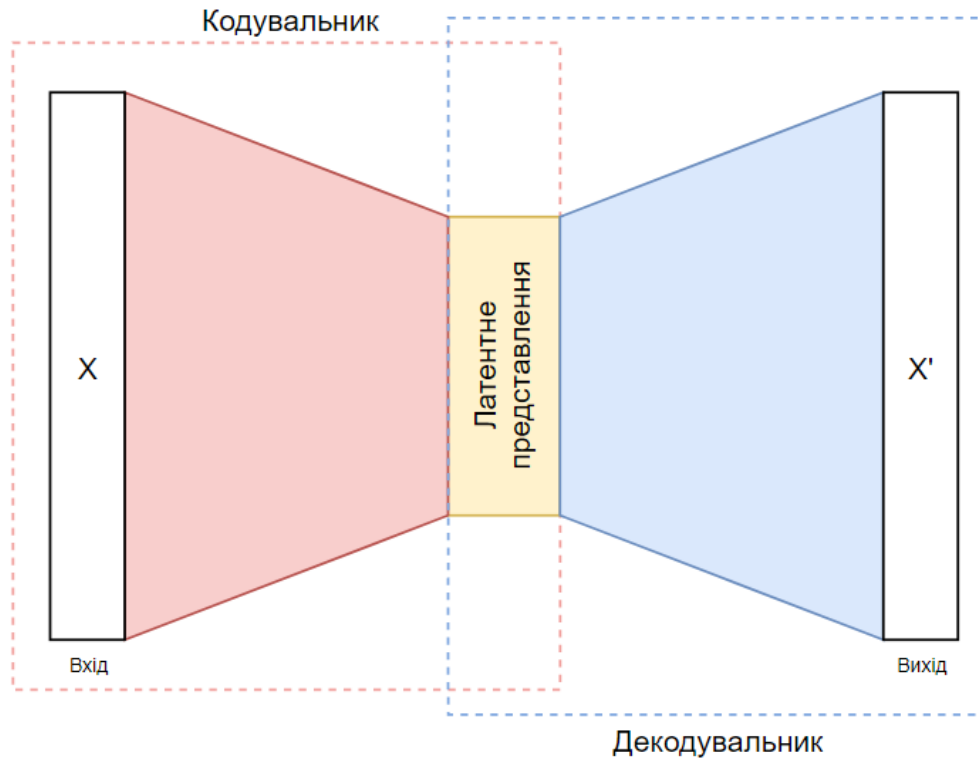 Кодувальник
X
Латентне
представлення
X'
Вхід
Вихід
Декодувальник